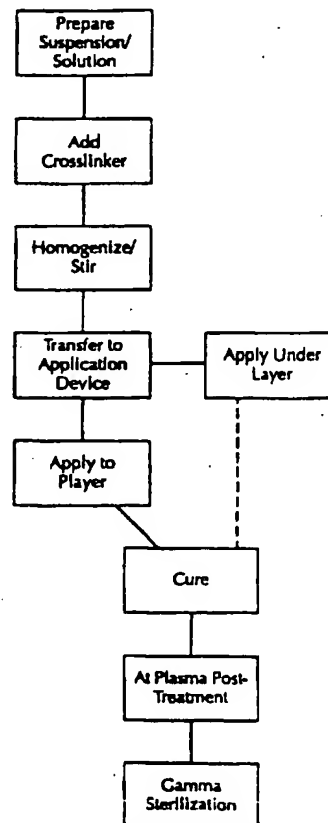 Prepare
Suspension/
Solution
Add
Crosslinker
Homogenize/
Stir
Transfer to
Application
Device
Apply Under
Layer
Apply to
Player
Cure
At Plasma Post-
Treatment
Gamma
Sterilization